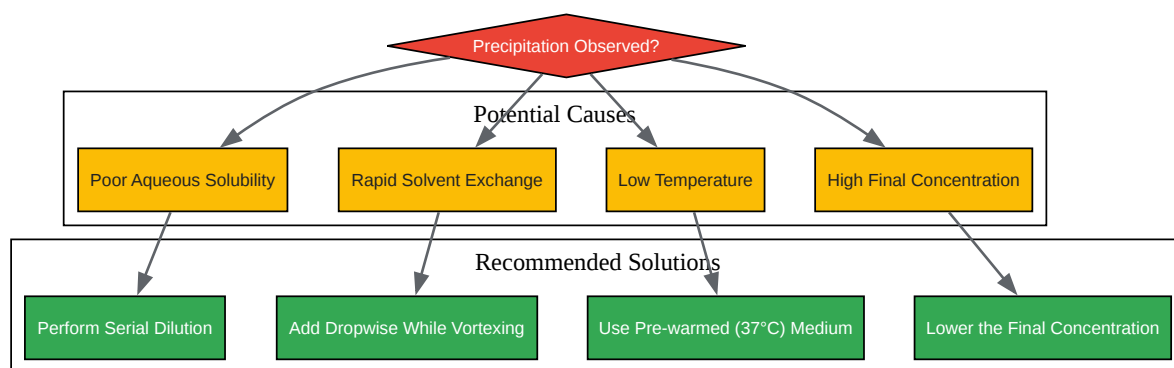 Precipitation Observed?
Potential Causes
Poor Aqueous Solubility
Rapid Solvent Exchange
Low Temperature
High Final Concentration
Recommended Solutions
Perform Serial Dilution
Add Dropwise While Vortexing
Use Pre-warmed (37°C) Medium
Lower the Final Concentration